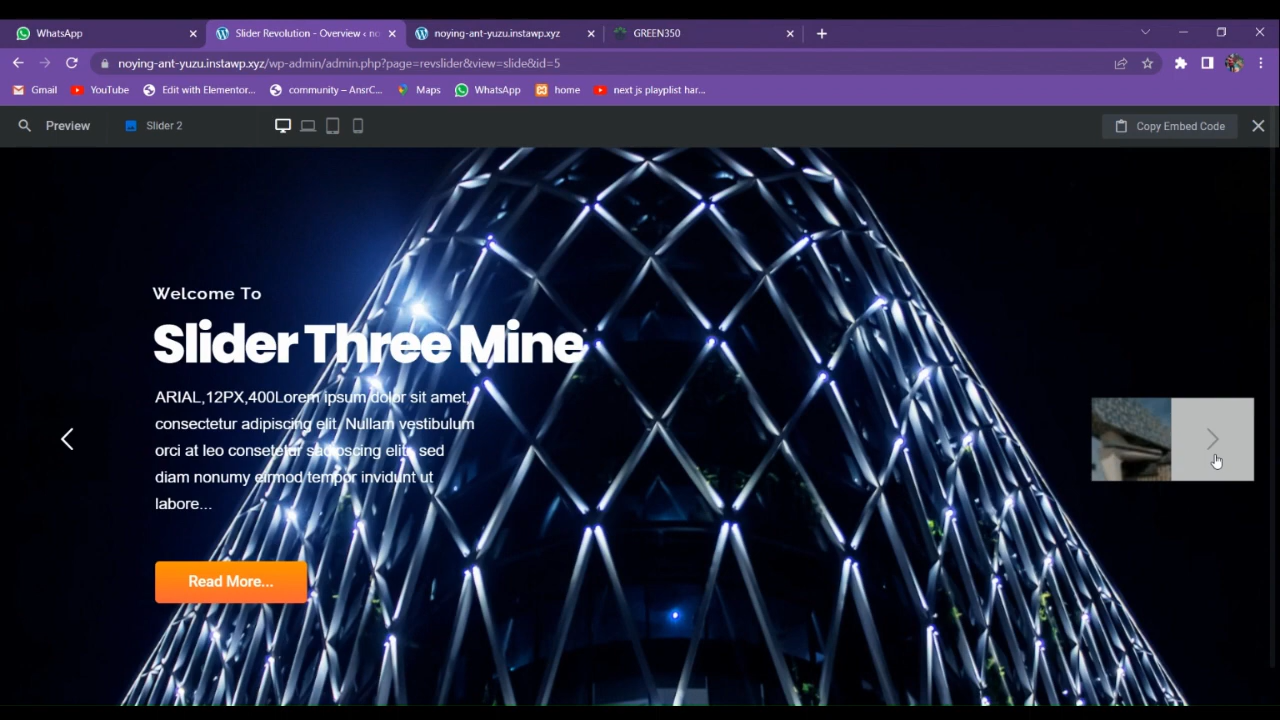 WhatsApp
Slider Revolution - Overview ‹ no
noying-ant-yuzu.instawp.xyz
GREEN350
noying-ant-yuzu.instawp.xyz/wp-admin/admin.php?page=revslider&view=slide&id=5
Gmail
YouTube
Edit with Elementor...
community – AnsrC...
Maps
WhatsApp
home
next js playplist har...
Preview
Slider 2
Copy Embed Code
Welcome To
Slider Three Mine
ARIAL,12PX,400Lorem ipsum dolor sit amet,
consectetur adipiscing elit. Nullam vestibulum
orci at leo consetetur sadipscing elitr, sed
diam nonumy eirmod tempor invidunt ut
labore...
Read More...